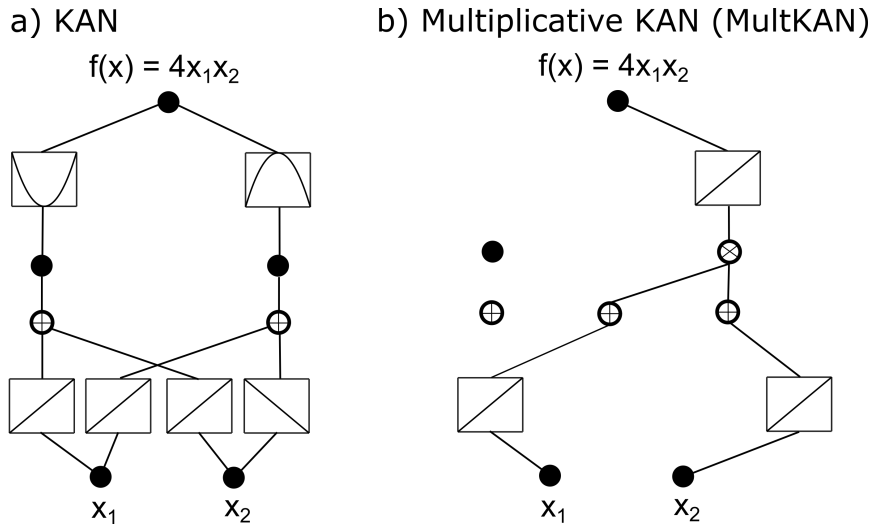 a) KAN
f(x) = 4x₁x₂
x₁ x₂
b) Multiplicative KAN (MultKAN)
f(x) = 4x₁x₂
x₁ x₂